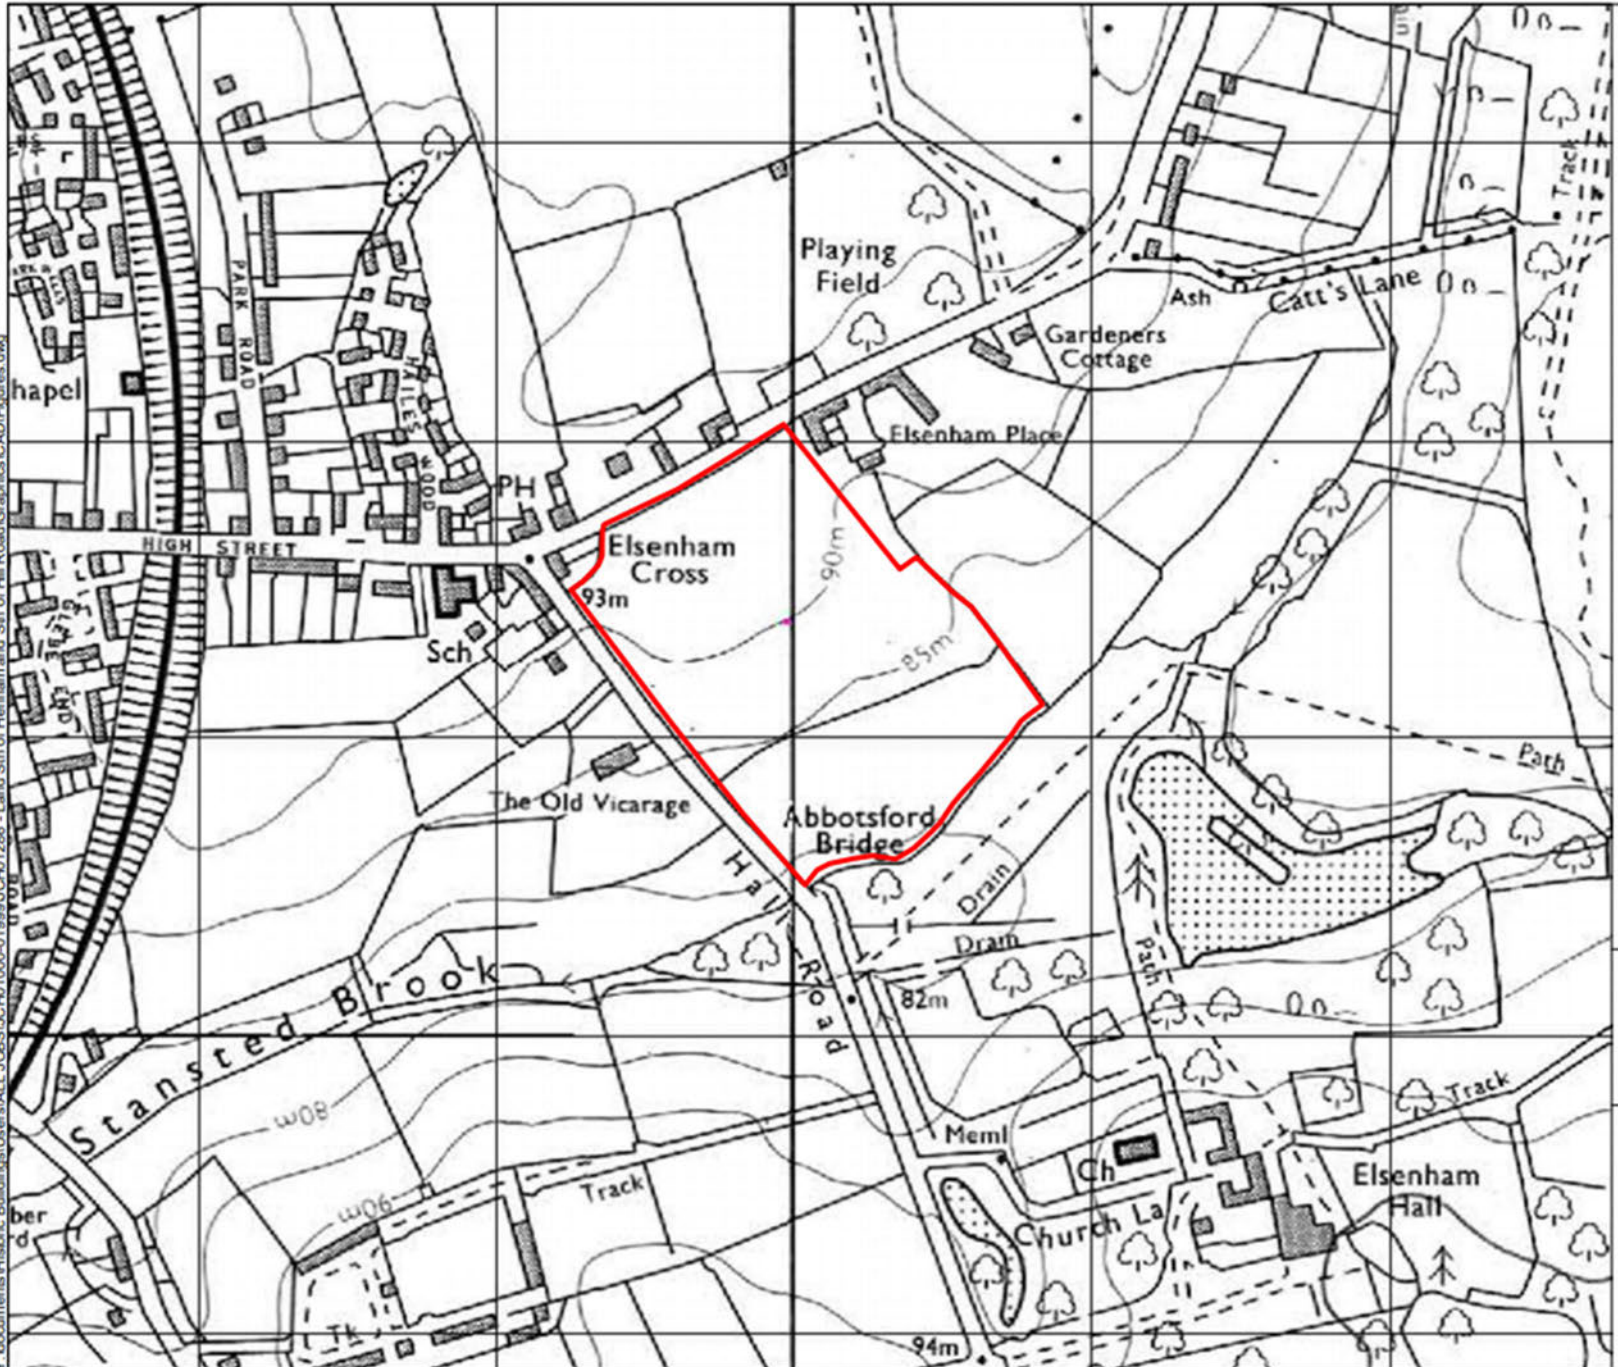 Track
Playing
Field
PARK ROAD
Ash
Catt's Lane
Gardeners
Cottage
HAILES WOOD
hapel
Elsenham Place
PH
HIGH STREET
Elsenham
Cross
90m
93m
Sch
85m
Path
The Old Vicarage
Abbotsford
Bridge
Hall Road
Drain
Drain
Path
Stansted Brook
82m
80m
Track
Meml
Ch
Elsenham
Hall
90m
Track
Church La
ber
rd
Tk
94m